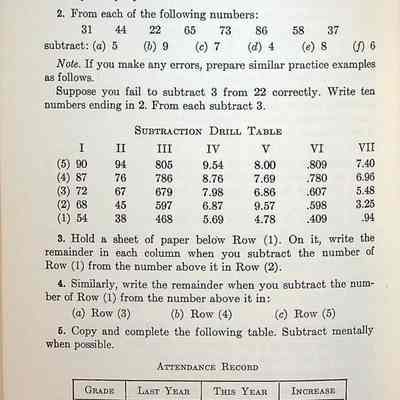 2. From each of the following numbers:
31 44 22 65 73 86 58 37
subtract: (a) 5 (b) 9 (c) 7 (d) 4 (e) 8 (f) 6
Note. If you make any errors, prepare similar practice examples
as follows.
Suppose you fail to subtract 3 from 22 correctly. Write ten
numbers ending in 2. From each subtract 3.
SUBTRACTION DRILL TABLE
I II III IV V VI VII
(5) 90 94 805 9.54 8.00 .809 7.40
(4) 87 76 786 8.76 7.69 .780 6.96
(3) 72 67 679 7.98 6.86 .607 5.48
(2) 68 45 597 6.87 9.57 .598 3.25
(1) 54 38 468 5.69 4.78 .409 .94
3. Hold a sheet of paper below Row (1). On it, write the
remainder in each column when you subtract the number of
Row (1) from the number above it in Row (2).
4. Similarly, write the remainder when you subtract the num-
ber of Row (1) from the number above it in:
(a) Row (3) (b) Row (4) (c) Row (5)
5. Copy and complete the following table. Subtract mentally
when possible.
ATTENDANCE RECORD
GRADE LAST YEAR THIS YEAR INCREASE